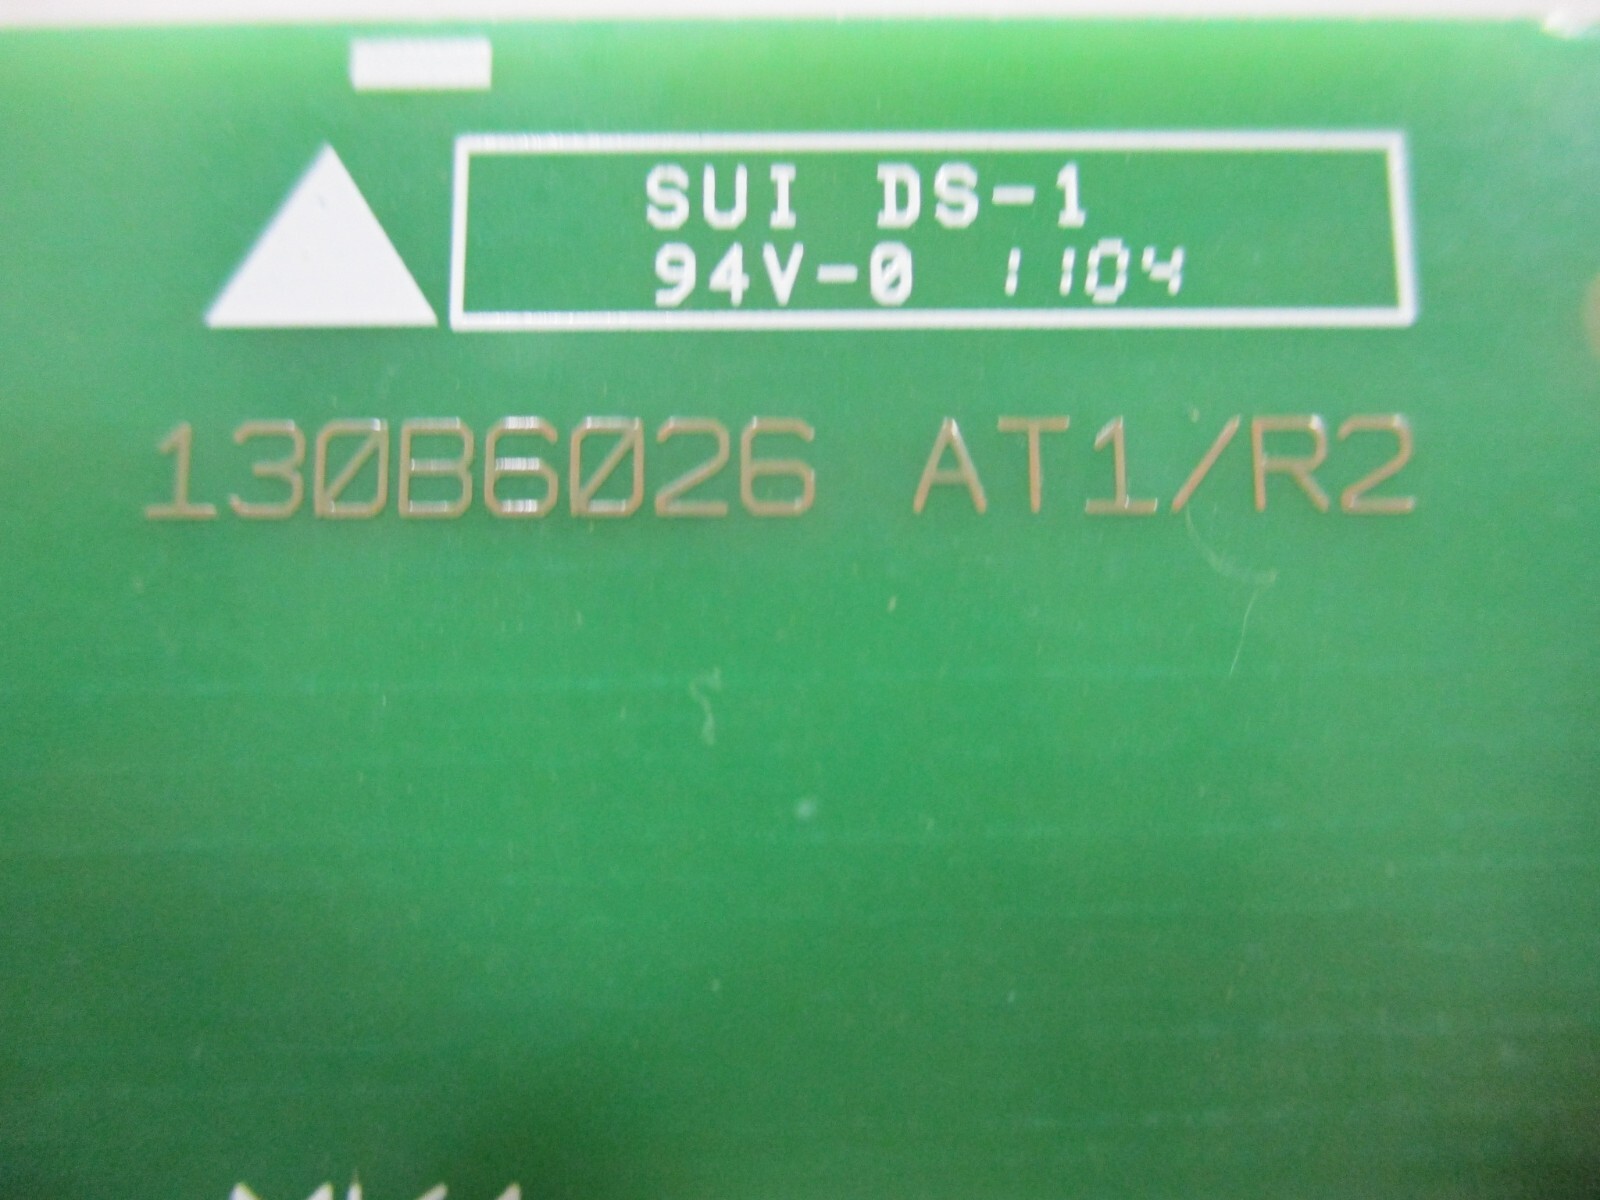 SUI DS-1
94V-0 1104
130B6026 AT1/R2